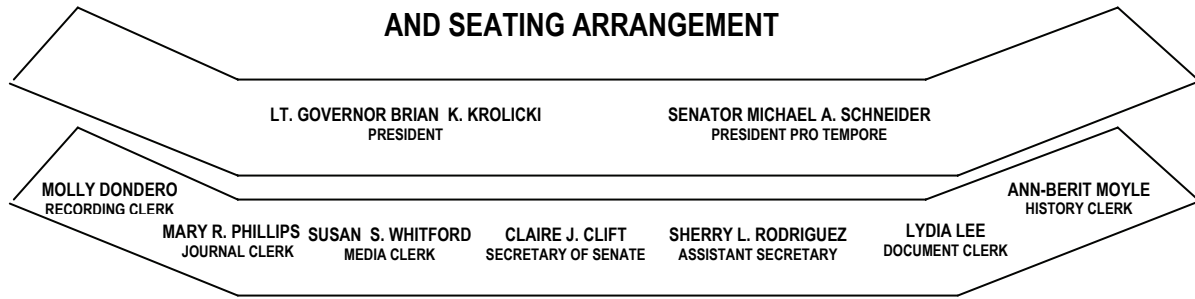 AND SEATING ARRANGEMENT
LT. GOVERNOR BRIAN K. KROLICKI
PRESIDENT
SENATOR MICHAEL A. SCHNEIDER
PRESIDENT PRO TEMPORE
MOLLY DONDERO
RECORDING CLERK
MARY R. PHILLIPS
JOURNAL CLERK
SUSAN S. WHITFORD
MEDIA CLERK
CLAIRE J. CLIFT
SECRETARY OF SENATE
SHERRY L. RODRIGUEZ
ASSISTANT SECRETARY
LYDIA LEE
DOCUMENT CLERK
ANN-BERIT MOYLE
HISTORY CLERK